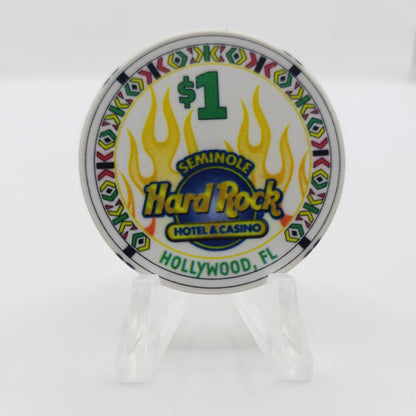 $1
SEMINOLE
Hard Rock
HOTEL & CASINO
HOLLYWOOD, FL